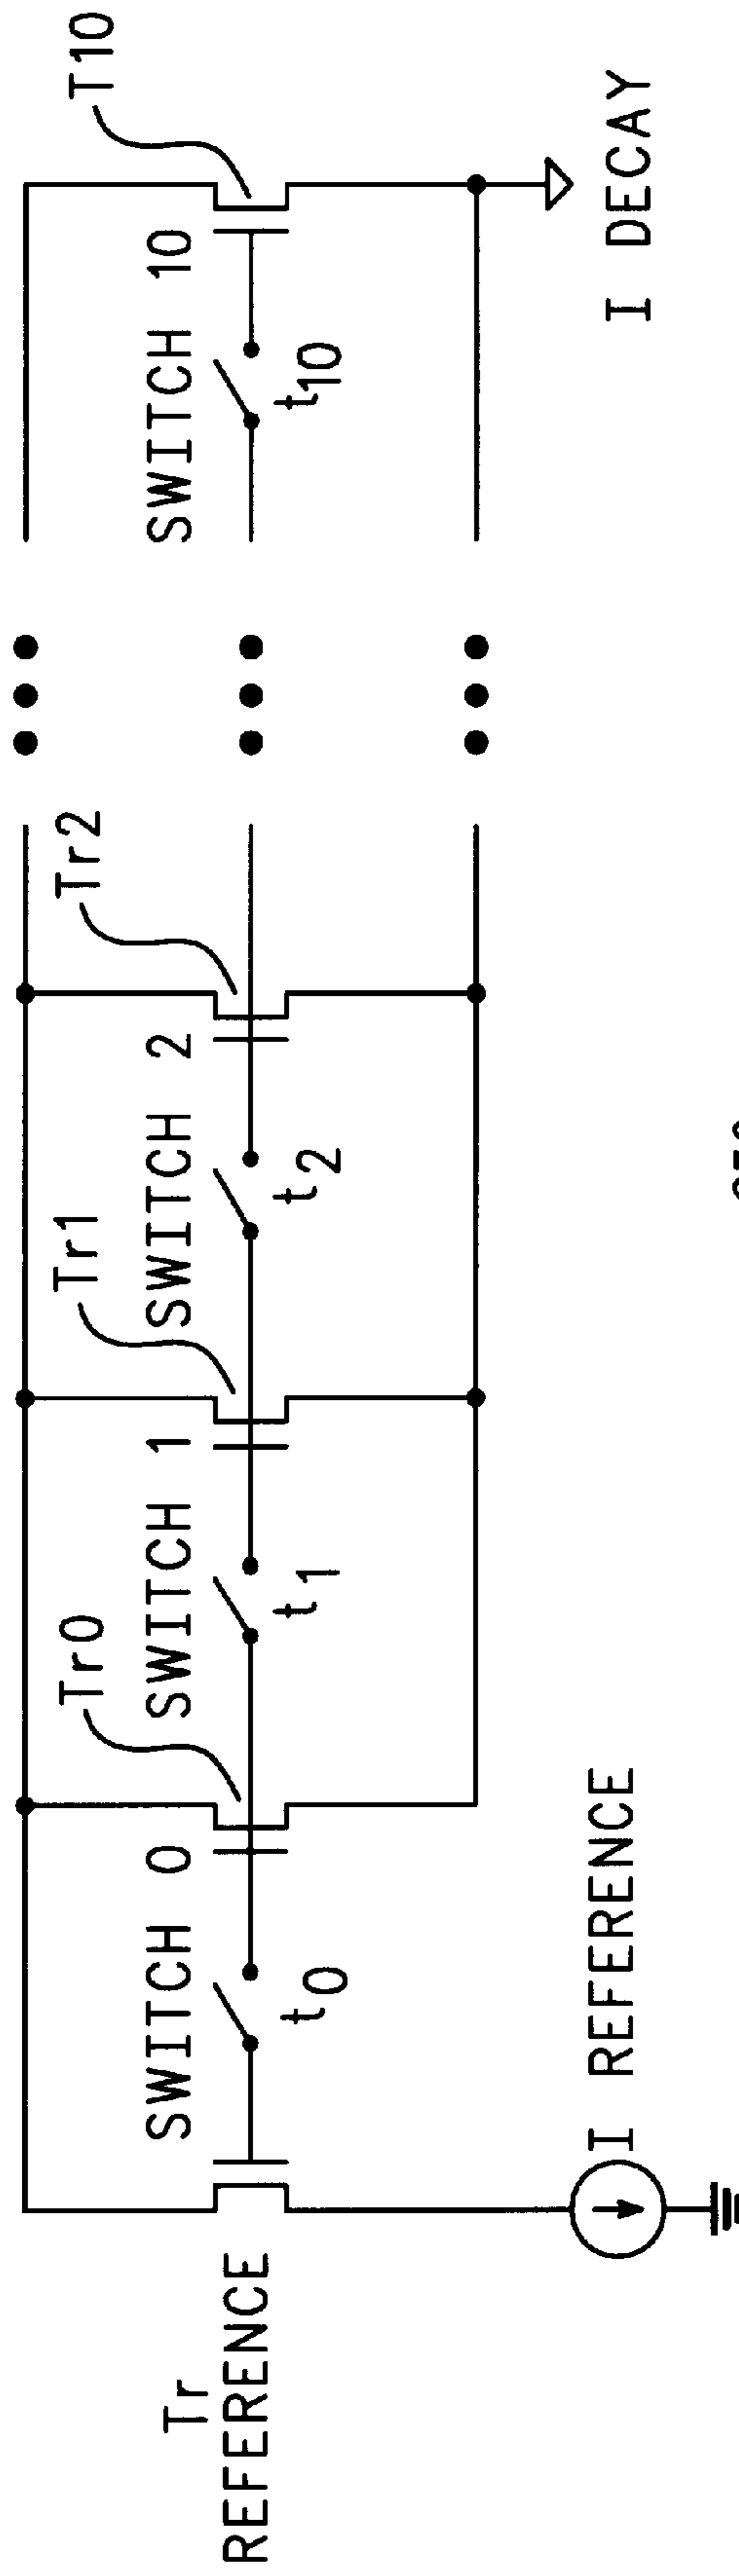 Tr
REFERENCE
SWITCH 0
t0
Tr0
SWITCH 1
t1
Tr1
SWITCH 2
t2
Tr2
SWITCH 10
t10
T10
I REFERENCE
I DECAY